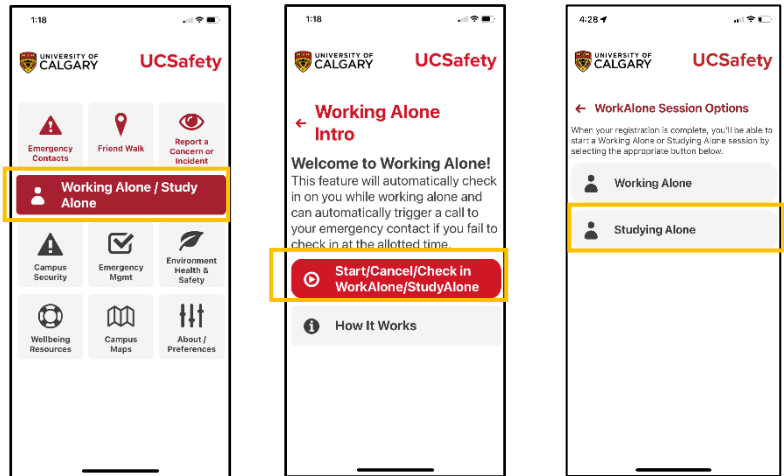 1:18
UNIVERSITY OF
CALGARY
UCSafety
Emergency
Contacts
Friend Walk
Report a
Concern or
Incident
Working Alone / Study
Alone
Campus
Security
Emergency
Mgmt
Environment
Health &
Safety
Wellbeing
Resources
Campus
Maps
About /
Preferences
1:18
UNIVERSITY OF
CALGARY
UCSafety
Working Alone
Intro
Welcome to Working Alone!
This feature will automatically check
in on you while working alone and
can automatically trigger a call to
your emergency contact if you fail to
check in at the allotted time.
Start/Cancel/Check in
WorkAlone/StudyAlone
How It Works
4:28
UNIVERSITY OF
CALGARY
UCSafety
WorkAlone Session Options
When your registration is complete, you'll be able to
start a Working Alone or Studying Alone session by
selecting the appropriate button below.
Working Alone
Studying Alone